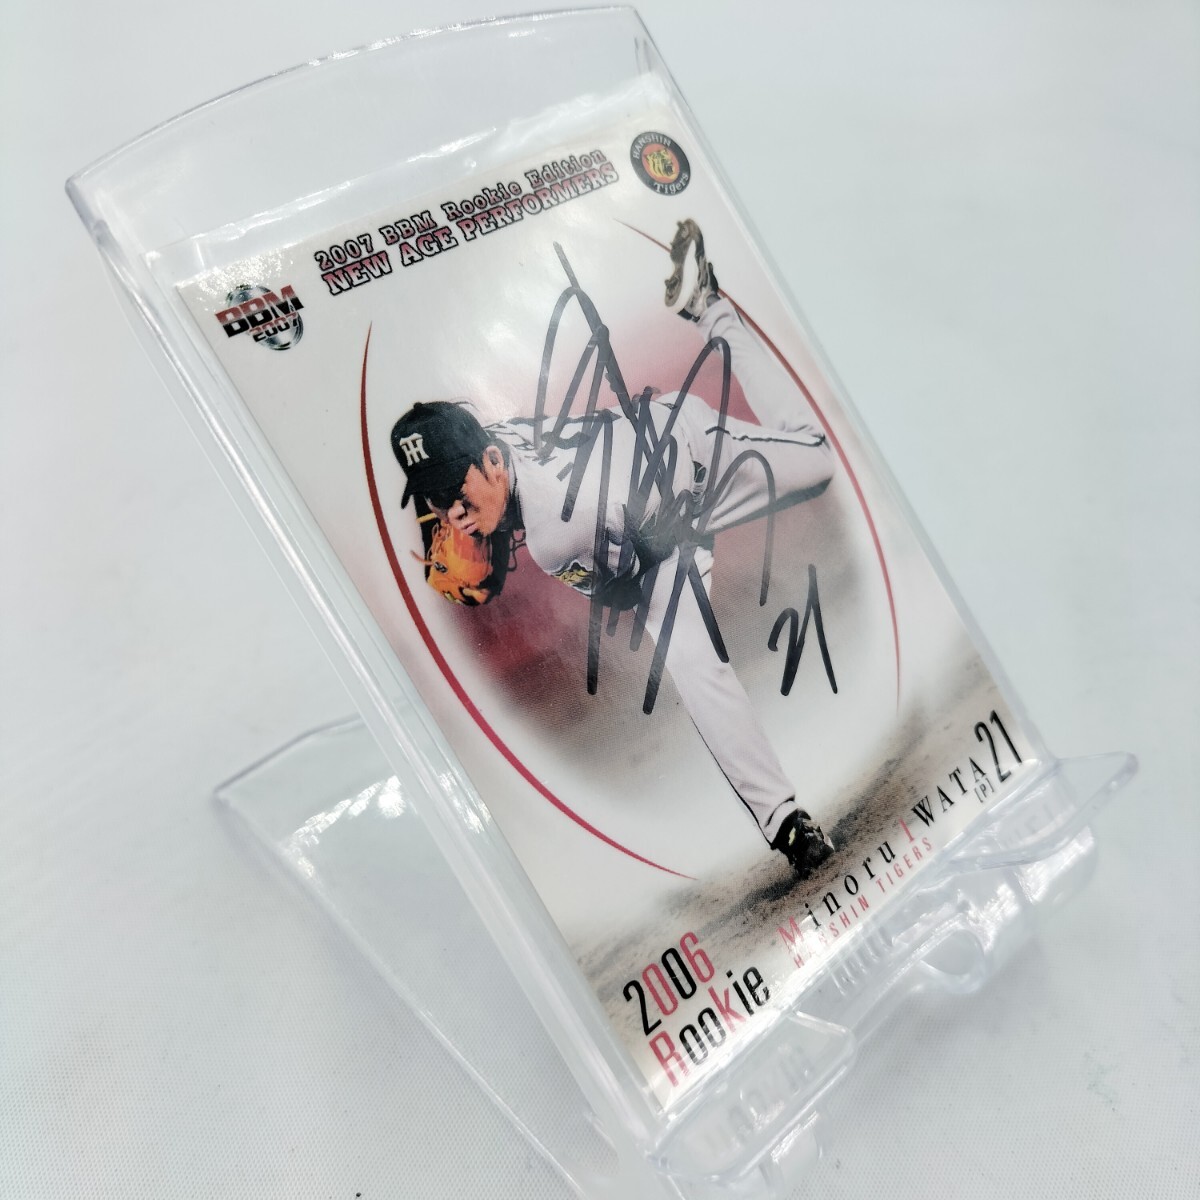 2007 BBM Rookie Edition
NEW AGE PERFORMERS
HANSHIN
Tigers
BBM
2007
TH
21
Minoru IWATA [P] 21
HANSHIN TIGERS
2006
Rookie